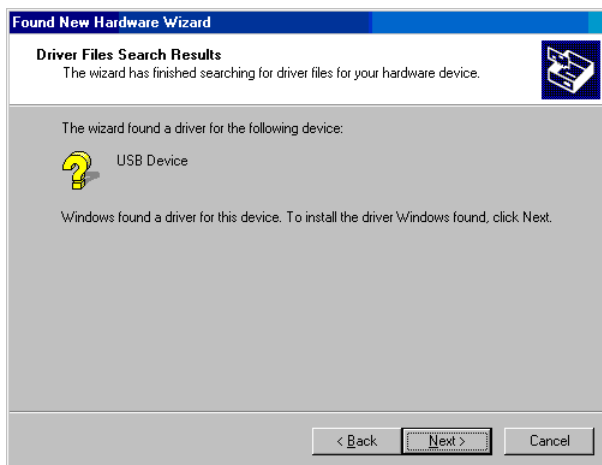 Found New Hardware Wizard
Driver Files Search Results
The wizard has finished searching for driver files for your hardware device.
The wizard found a driver for the following device:
USB Device
Windows found a driver for this device. To install the driver Windows found, click Next.
< Back Next > Cancel